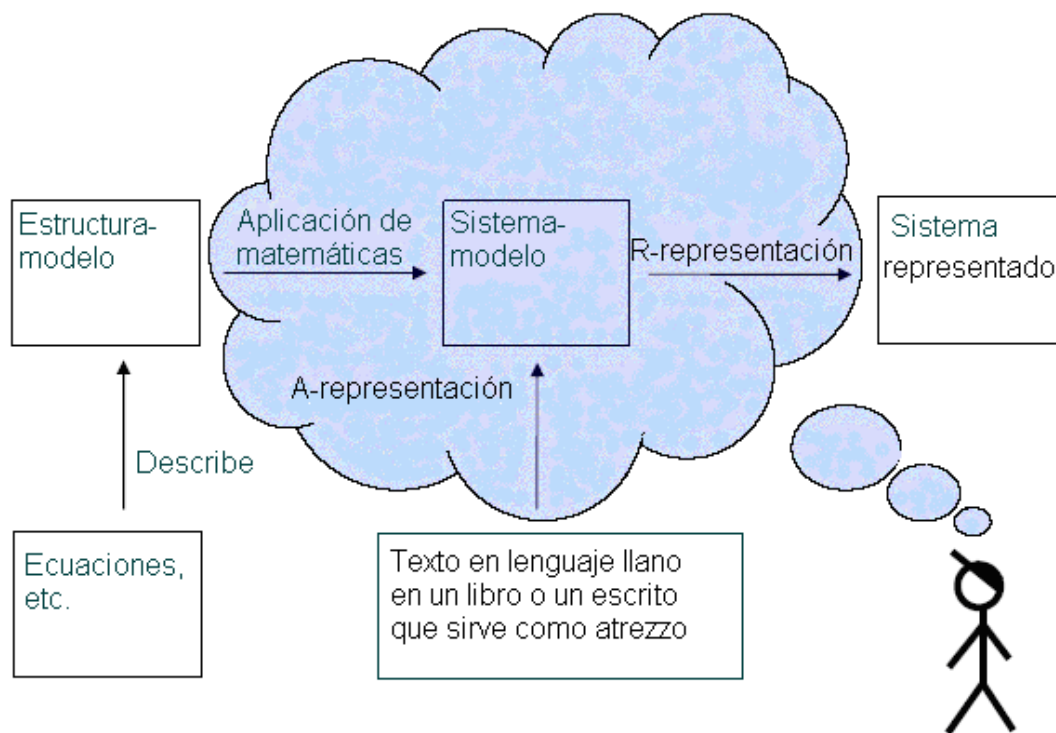 Estructura-
modelo
Aplicación de
matemáticas
Sistema-
modelo
R-representación
Sistema
representado
A-representación
Describe
Ecuaciones,
etc.
Texto en lenguaje llano
en un libro o un escrito
que sirve como atrezzo